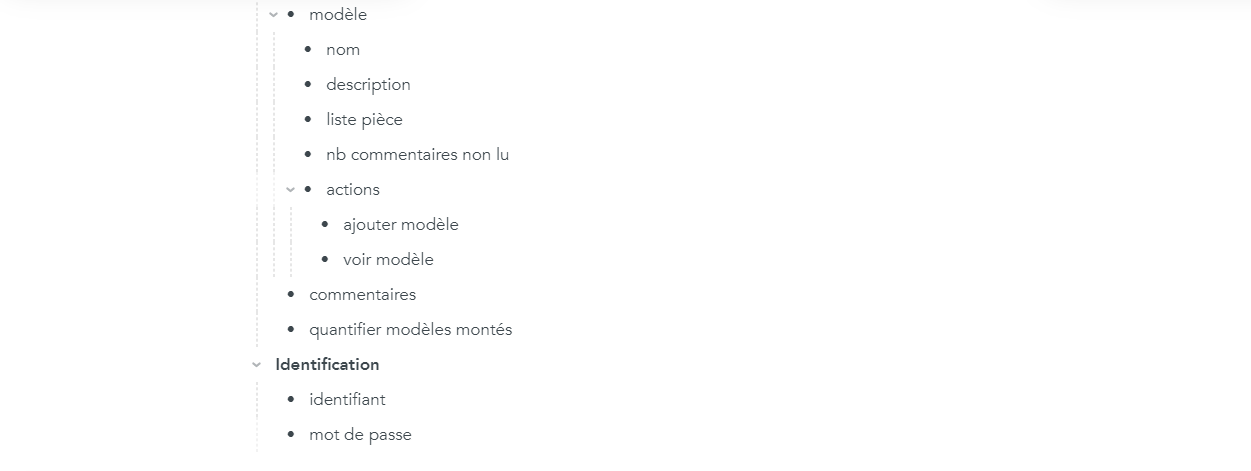 modèle
nom
description
liste pièce
nb commentaires non lu
actions
ajouter modèle
voir modèle
commentaires
quantifier modèles montés
Identification
identifiant
mot de passe